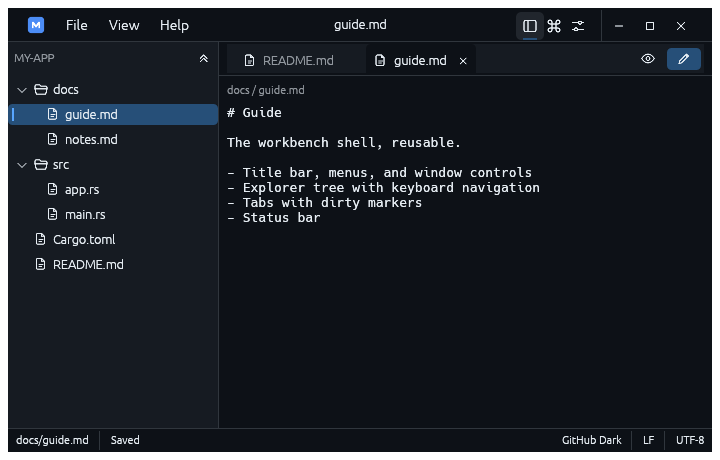 M File View Help guide.md
MY-APP
docs
guide.md
notes.md
src
app.rs
main.rs
Cargo.toml
README.md
README.md guide.md
docs / guide.md
# Guide
The workbench shell, reusable.
- Title bar, menus, and window controls
- Explorer tree with keyboard navigation
- Tabs with dirty markers
- Status bar
docs/guide.md Saved GitHub Dark LF UTF-8